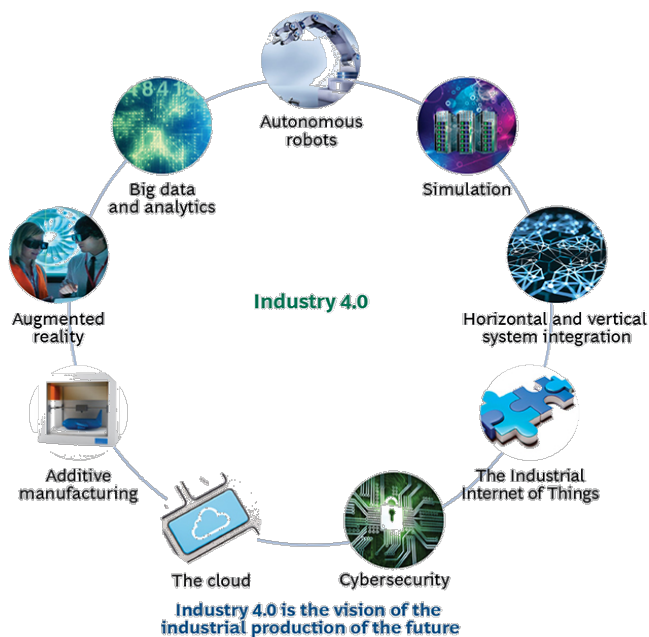 Autonomous
robots
Simulation
Horizontal and vertical
system integration
The Industrial
Internet of Things
Cybersecurity
The cloud
Additive
manufacturing
Augmented
reality
Big data
and analytics
Industry 4.0
Industry 4.0 is the vision of the
industrial production of the future